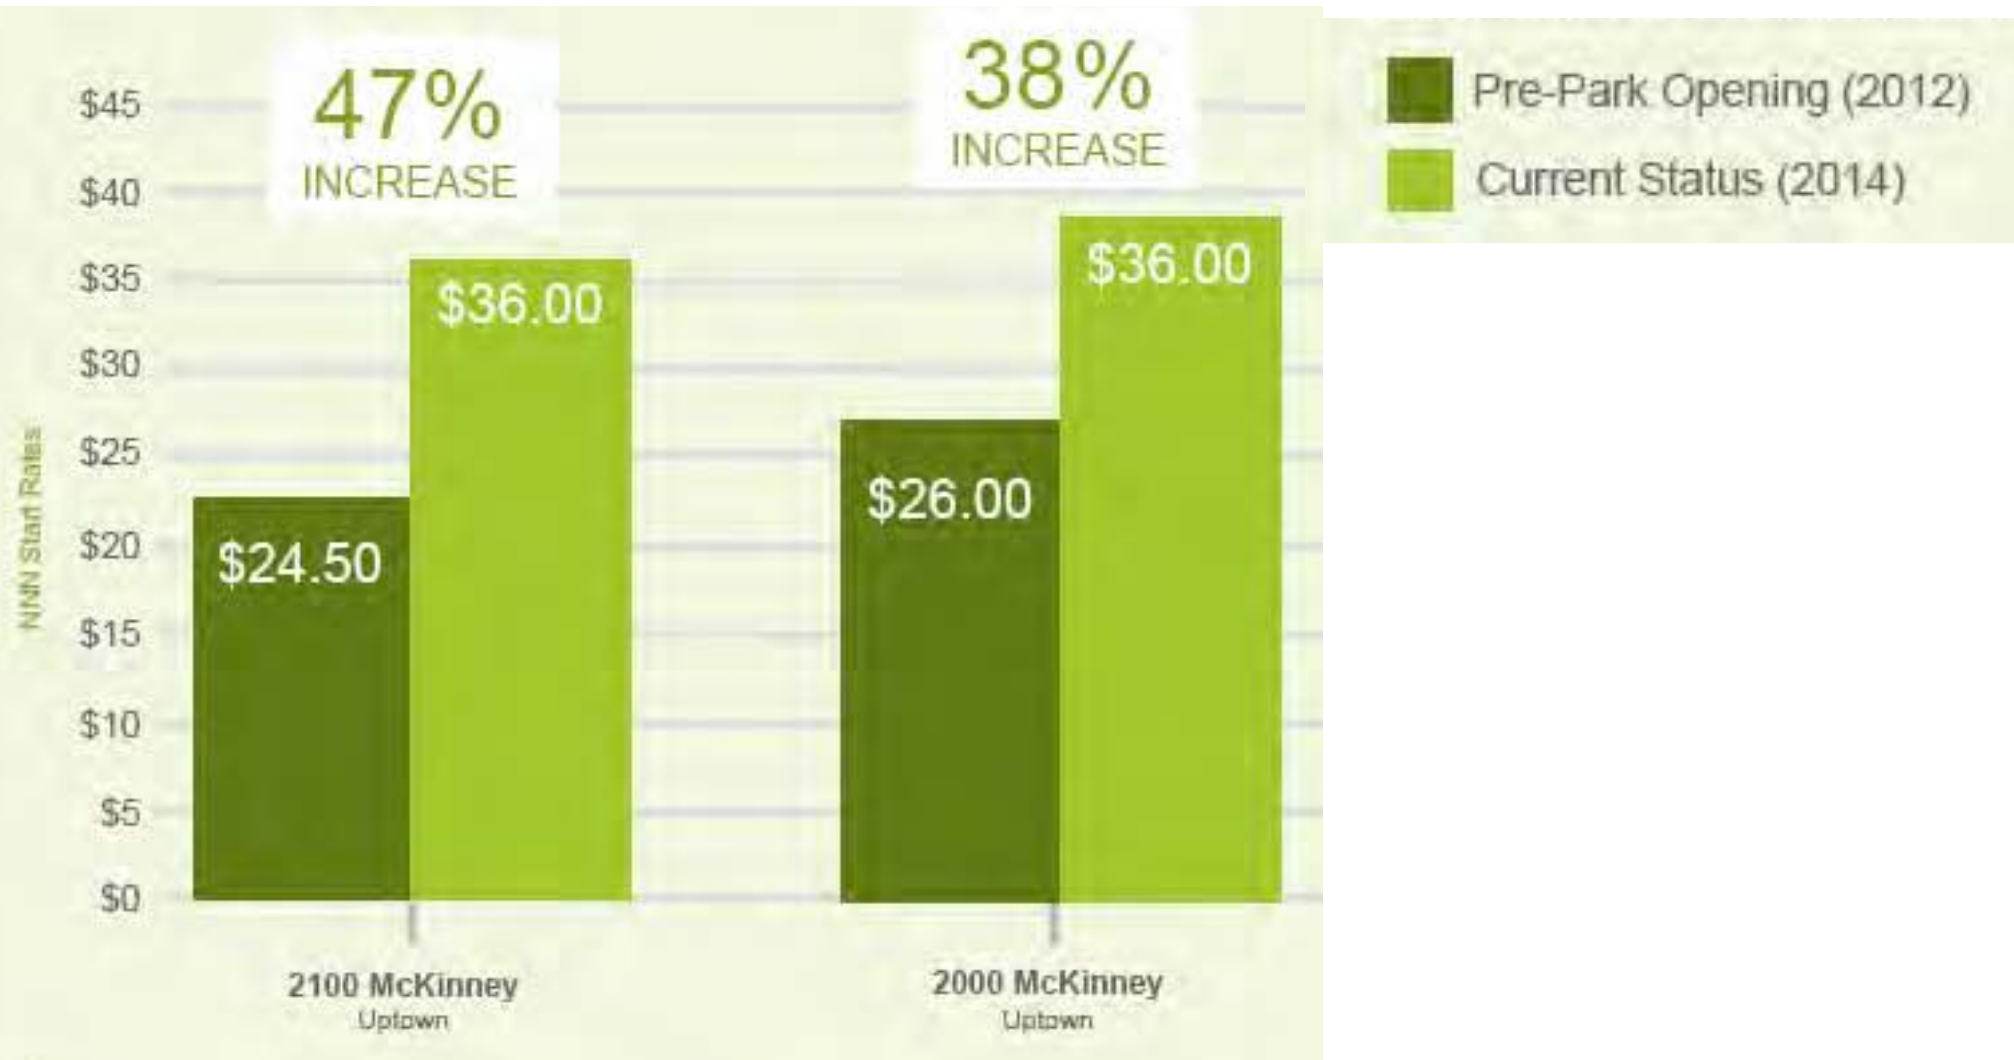 47%
INCREASE
38%
INCREASE
Pre-Park Opening (2012)
Current Status (2014)
$45
$40
$35
$30
$25
$20
$15
$10
$5
$0
NNN Start Rates
$24.50
$36.00
$26.00
$36.00
2100 McKinney
Uptown
2000 McKinney
Uptown